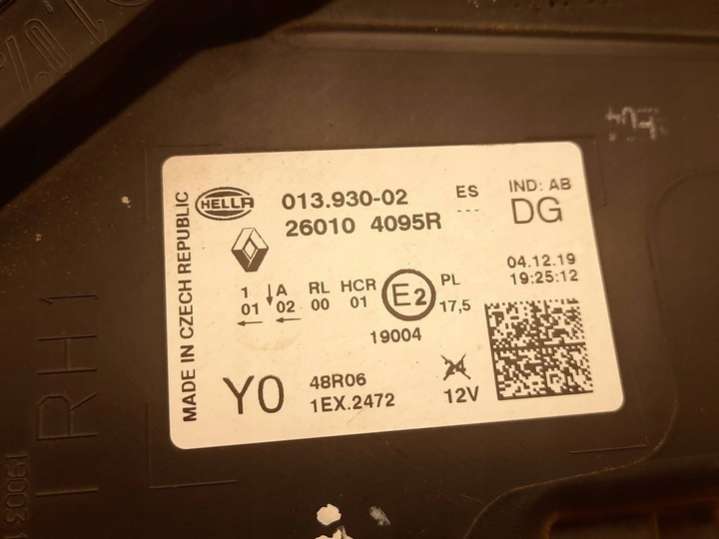 MADE IN CZECH REPUBLIC
HELLA
013.930-02
ES
IND: AB
26010 4095R
---
DG
04.12.19
19:25:12
1 A RL HCR E2 PL
01 02 00 01 17,5
19004
Y0
48R06
24
1EX.2472
12V
RH1